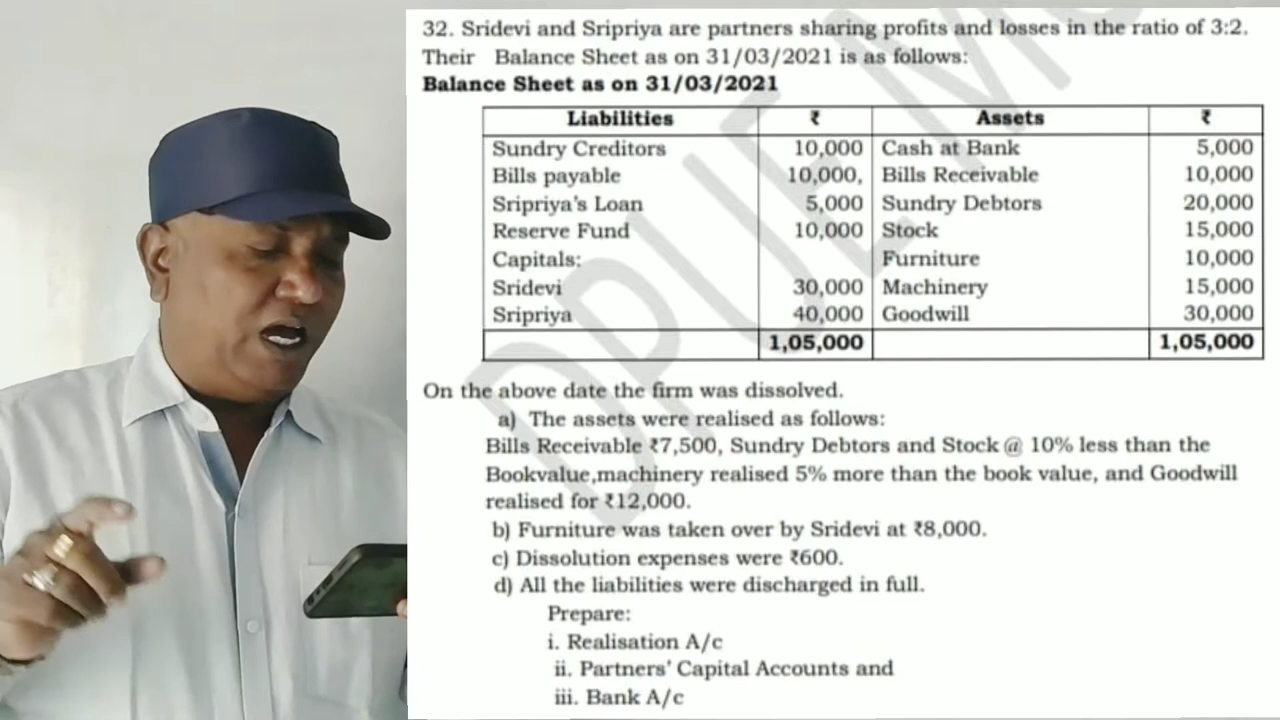 32. Sridevi and Sripriya are partners sharing profits and losses in the ratio of 3:2.
Their Balance Sheet as on 31/03/2021 is as follows:
Balance Sheet as on 31/03/2021
Liabilities ₹ Assets ₹
Sundry Creditors 10,000 Cash at Bank 5,000
Bills payable 10,000, Bills Receivable 10,000
Sripriya's Loan 5,000 Sundry Debtors 20,000
Reserve Fund 10,000 Stock 15,000
Capitals: Furniture 10,000
Sridevi 30,000 Machinery 15,000
Sripriya 40,000 Goodwill 30,000
1,05,000 1,05,000
On the above date the firm was dissolved.
a) The assets were realised as follows:
Bills Receivable ₹7,500, Sundry Debtors and Stock @ 10% less than the
Bookvalue,machinery realised 5% more than the book value, and Goodwill
realised for ₹12,000.
b) Furniture was taken over by Sridevi at ₹8,000.
c) Dissolution expenses were ₹600.
d) All the liabilities were discharged in full.
Prepare:
i. Realisation A/c
ii. Partners' Capital Accounts and
iii. Bank A/c